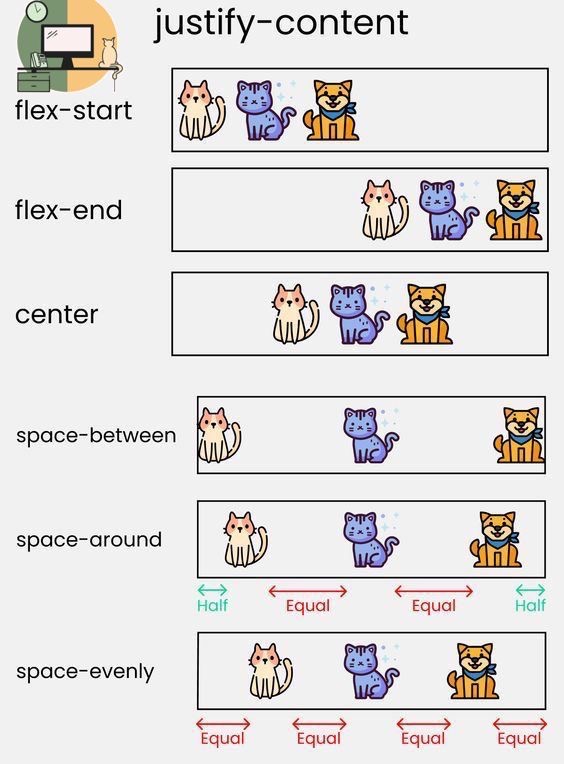 justify-content
flex-start
flex-end
center
space-between
space-around
Half
Equal
Equal
Half
space-evenly
Equal
Equal
Equal
Equal